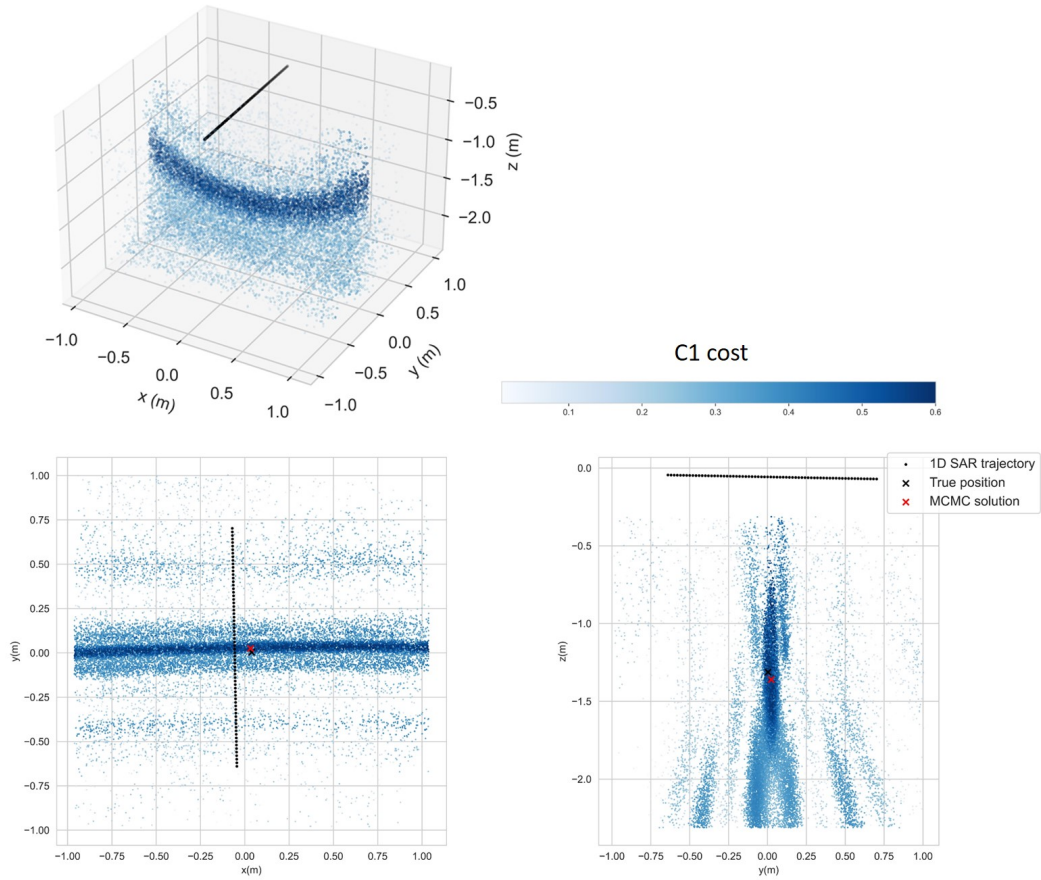 −0.5
−1.0
−1.5
−2.0
z (m)
1.0
0.5
0.0
−0.5
−1.0
y (m)
−1.0
−0.5
0.0
0.5
1.0
x (m)
C1 cost
0.1 0.2 0.3 0.4 0.5 0.6
1.00
0.75
0.50
0.25
0.00
−0.25
−0.50
−0.75
−1.00
y(m)
−1.00 −0.75 −0.50 −0.25 0.00 0.25 0.50 0.75 1.00
x(m)
1D SAR trajectory
True position
MCMC solution
0.0
−0.5
−1.0
−1.5
−2.0
z(m)
−1.00 −0.75 −0.50 −0.25 0.00 0.25 0.50 0.75 1.00
y(m)